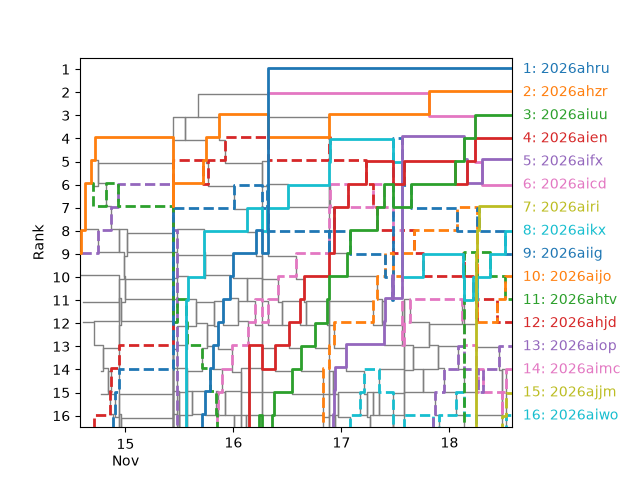 Rank
1
2
3
4
5
6
7
8
9
10
11
12
13
14
15
16
15
16
17
18
Nov
1: 2026ahru
2: 2026ahzr
3: 2026aiuu
4: 2026aien
5: 2026aifx
6: 2026aicd
7: 2026airi
8: 2026aikx
9: 2026aiig
10: 2026aijo
11: 2026ahtv
12: 2026ahjd
13: 2026aiop
14: 2026aimc
15: 2026ajjm
16: 2026aiwo